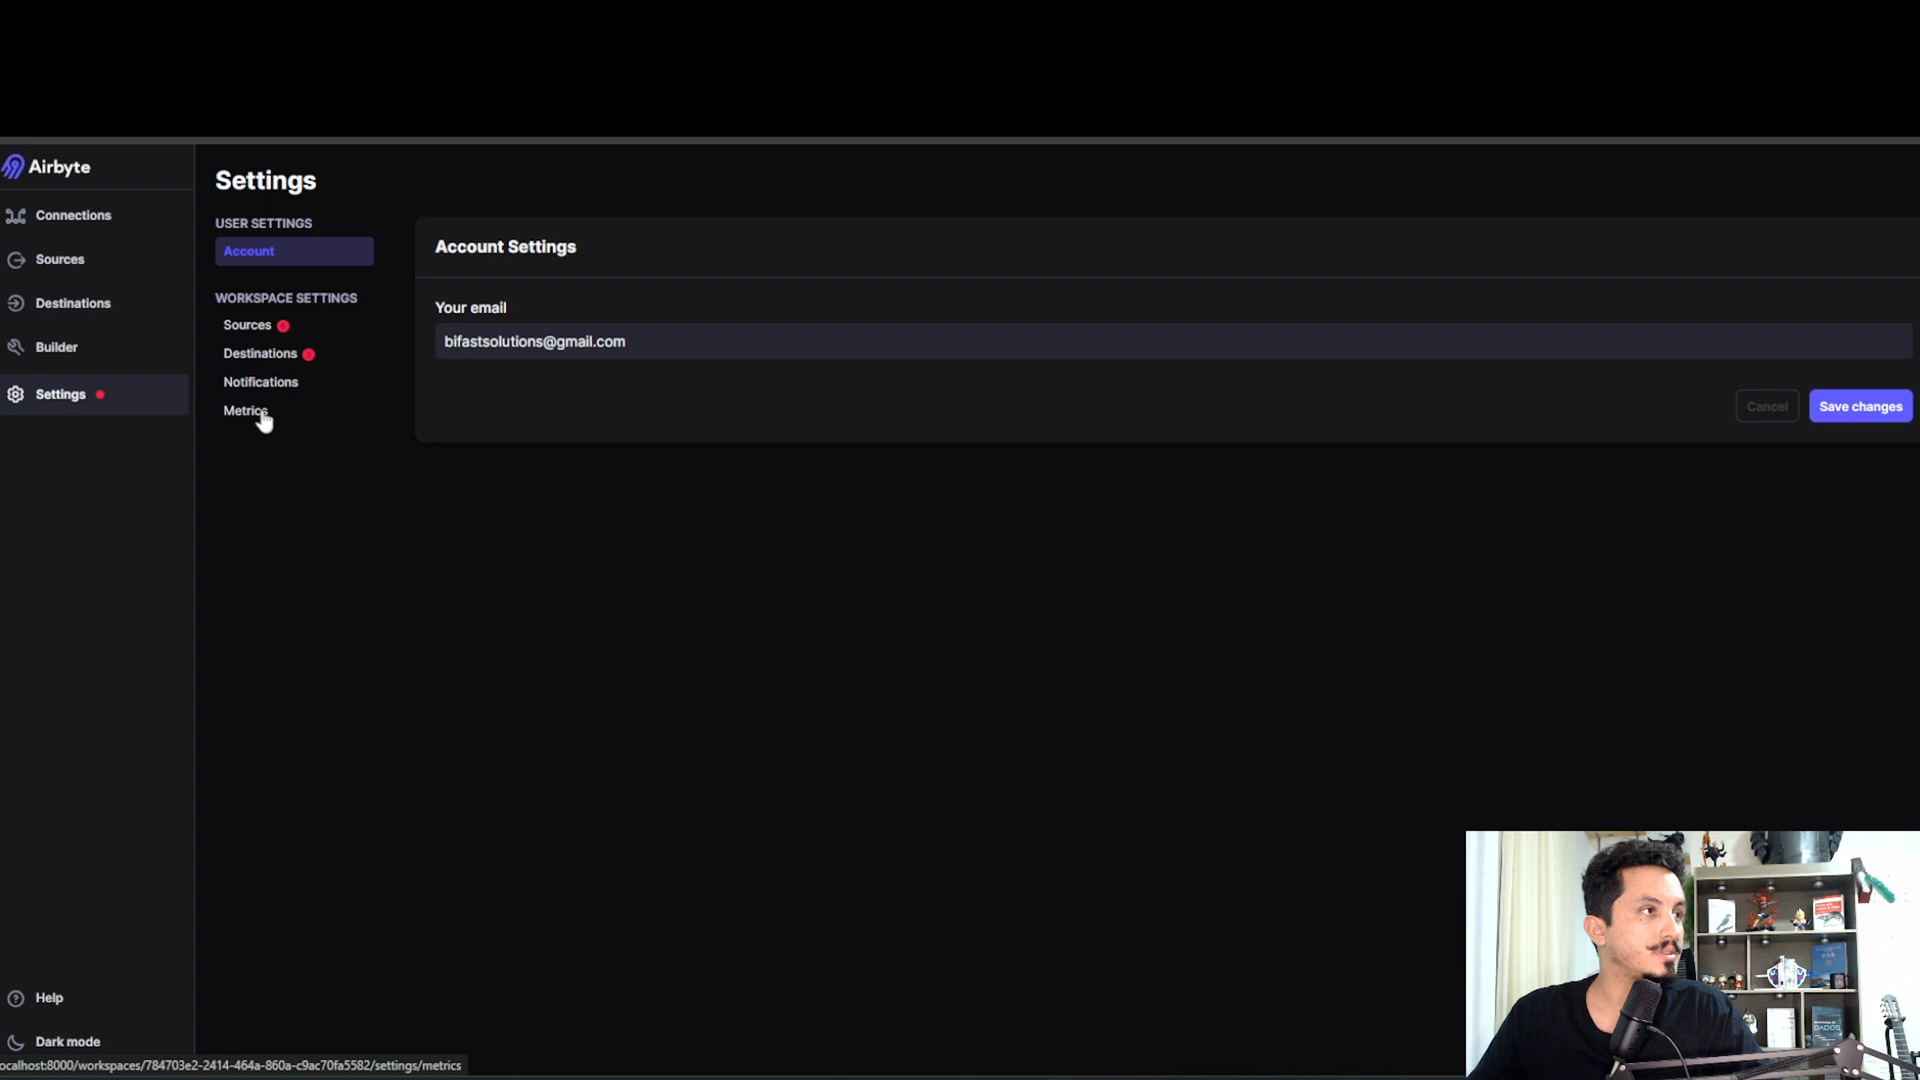 Airbyte
Connections
Sources
Destinations
Builder
Settings
Help
Dark mode
Settings
USER SETTINGS
Account
WORKSPACE SETTINGS
Sources
Destinations
Notifications
Metrics
Account Settings
Your email
bifastsolutions@gmail.com
Cancel
Save changes
ocalhost:8000/workspaces/784703e2-2414-464a-860a-c9ac70fa5582/settings/metrics
DADOS